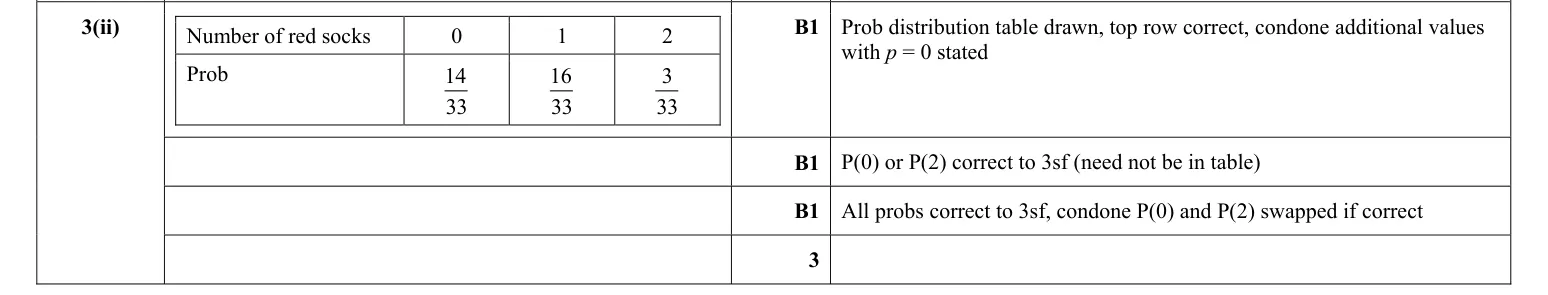 3(ii)
Number of red socks 0 1 2
Prob 14/33 16/33 3/33
B1 Prob distribution table drawn, top row correct, condone additional values
with p = 0 stated
B1 P(0) or P(2) correct to 3sf (need not be in table)
B1 All probs correct to 3sf, condone P(0) and P(2) swapped if correct
3